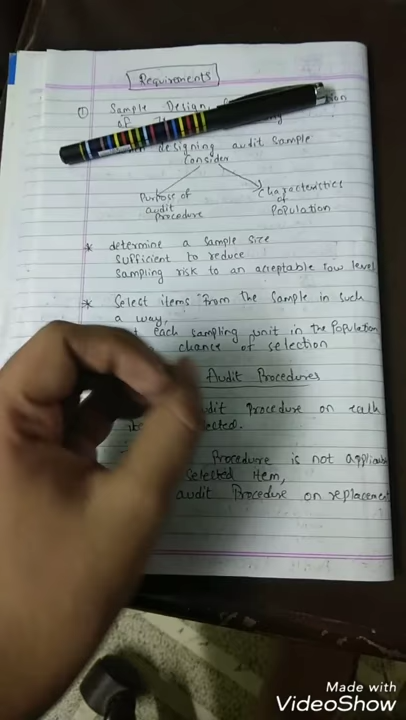 Requirements
① Sample Design,
of
designing audit sample
Consider
Purpose of
audit
Procedure
Characteristics
of
Population
* determine a sample size
sufficient to reduce
sampling risk to an acceptable low level
* Select items from the sample in such
a way,
each sampling unit in the population
chance of selection
Audit Procedures
audit procedure on each
selected.
Procedure is not applicable
selected item,
audit Procedure on replacement
Made with
VideoShow